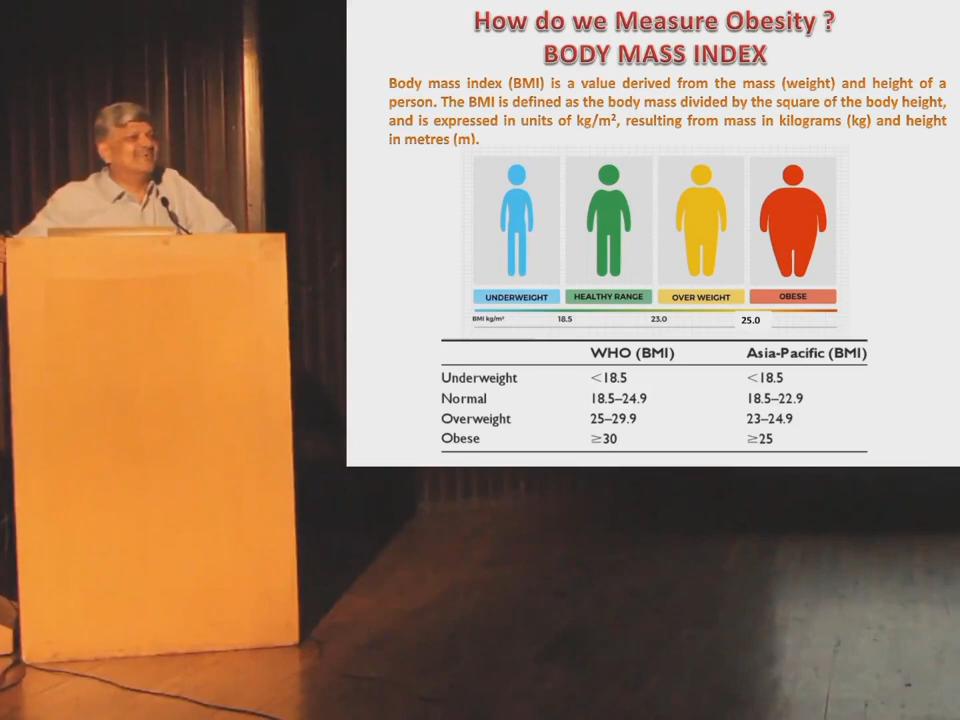 How do we Measure Obesity ?
BODY MASS INDEX
Body mass index (BMI) is a value derived from the mass (weight) and height of a
person. The BMI is defined as the body mass divided by the square of the body height,
and is expressed in units of kg/m², resulting from mass in kilograms (kg) and height
in metres (m).
UNDERWEIGHT HEALTHY RANGE OVER WEIGHT OBESE
BMI kg/m² 18.5 23.0 25.0
WHO (BMI) Asia-Pacific (BMI)
Underweight <18.5 <18.5
Normal 18.5–24.9 18.5–22.9
Overweight 25–29.9 23–24.9
Obese ≥30 ≥25